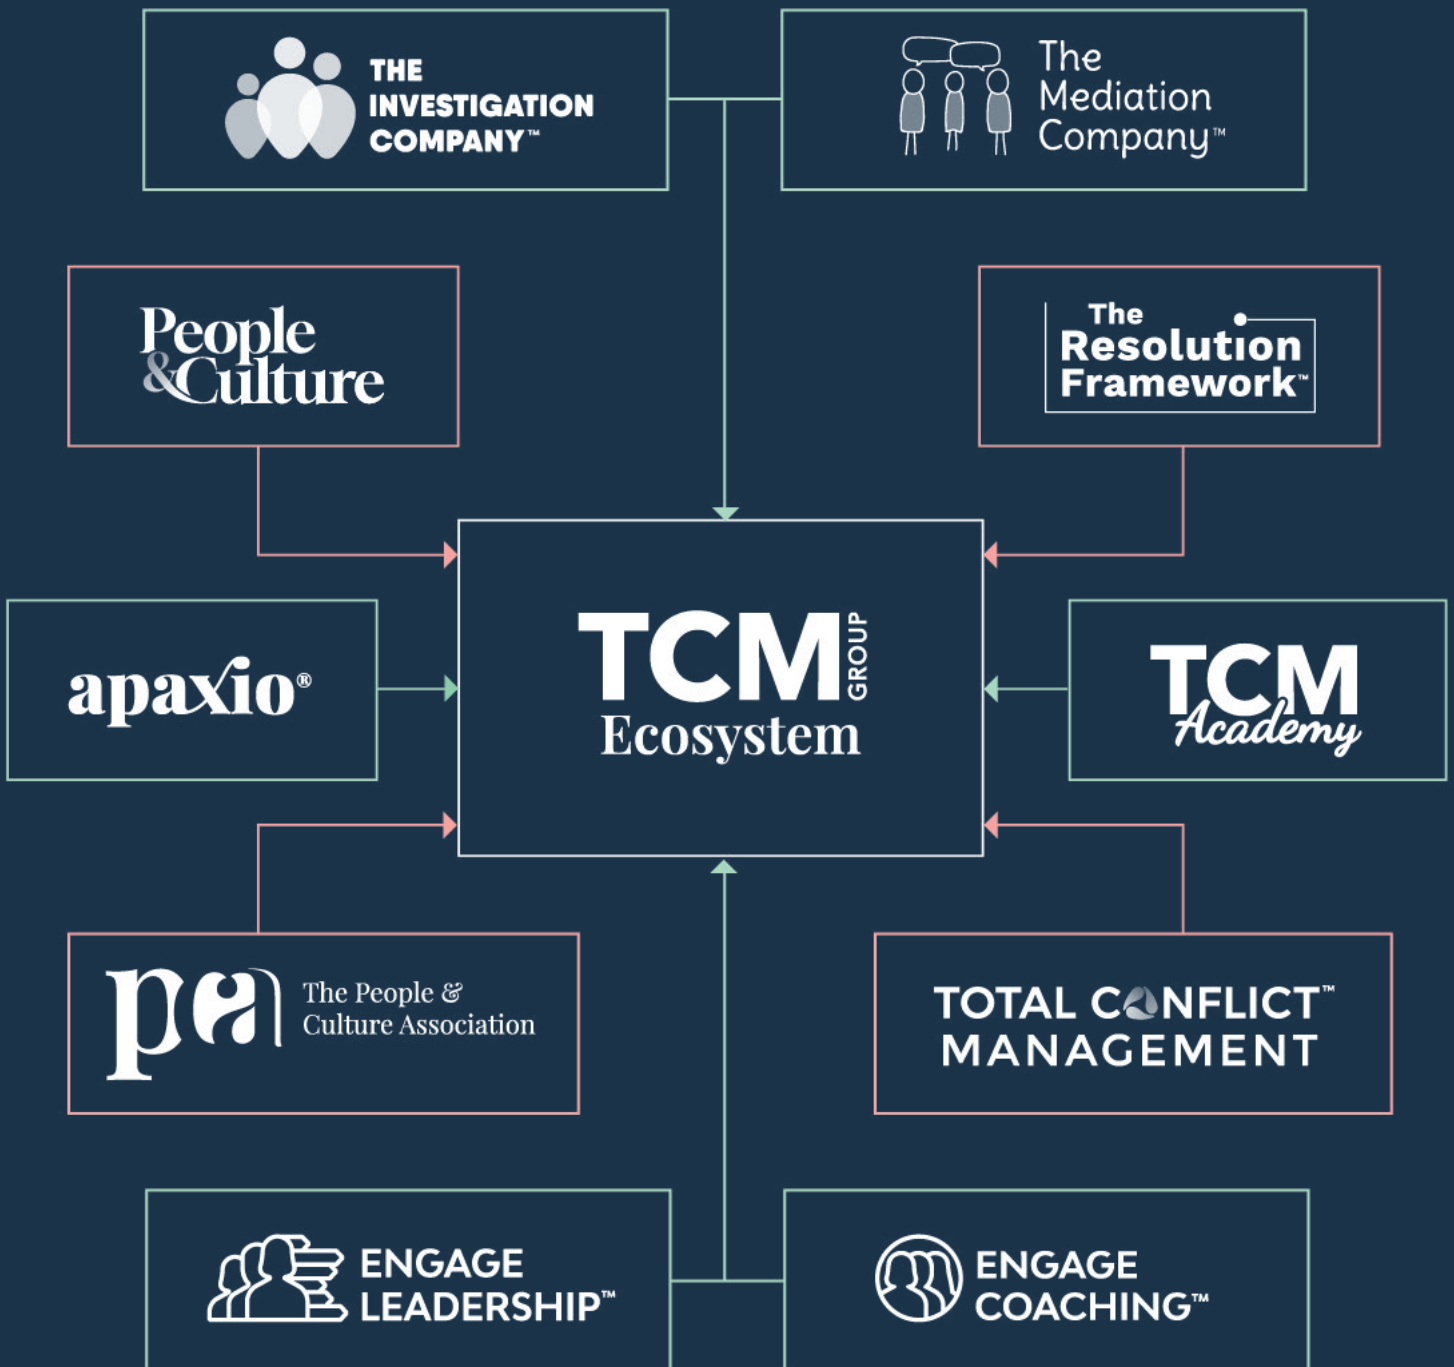 THE
INVESTIGATION
COMPANY™
The
Mediation
Company™
People
&Culture
The
Resolution
Framework™
apaxio®
TCM GROUP
Ecosystem
TCM
Academy
pca
The People &
Culture Association
TOTAL CONFLICT™
MANAGEMENT
ENGAGE
LEADERSHIP™
ENGAGE
COACHING™